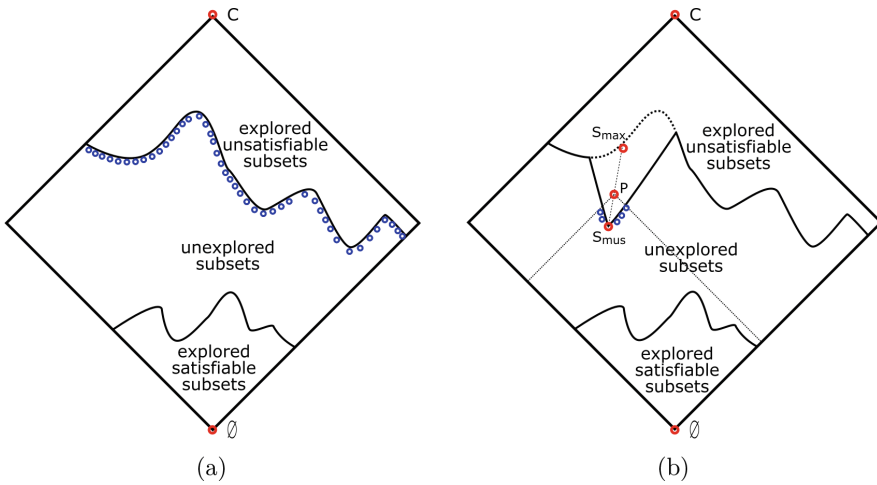 C
explored
unsatisfiable
subsets
unexplored
subsets
explored
satisfiable
subsets
∅
(a)
C
Smax
explored
unsatisfiable
subsets
P
Smus
unexplored
subsets
explored
satisfiable
subsets
∅
(b)